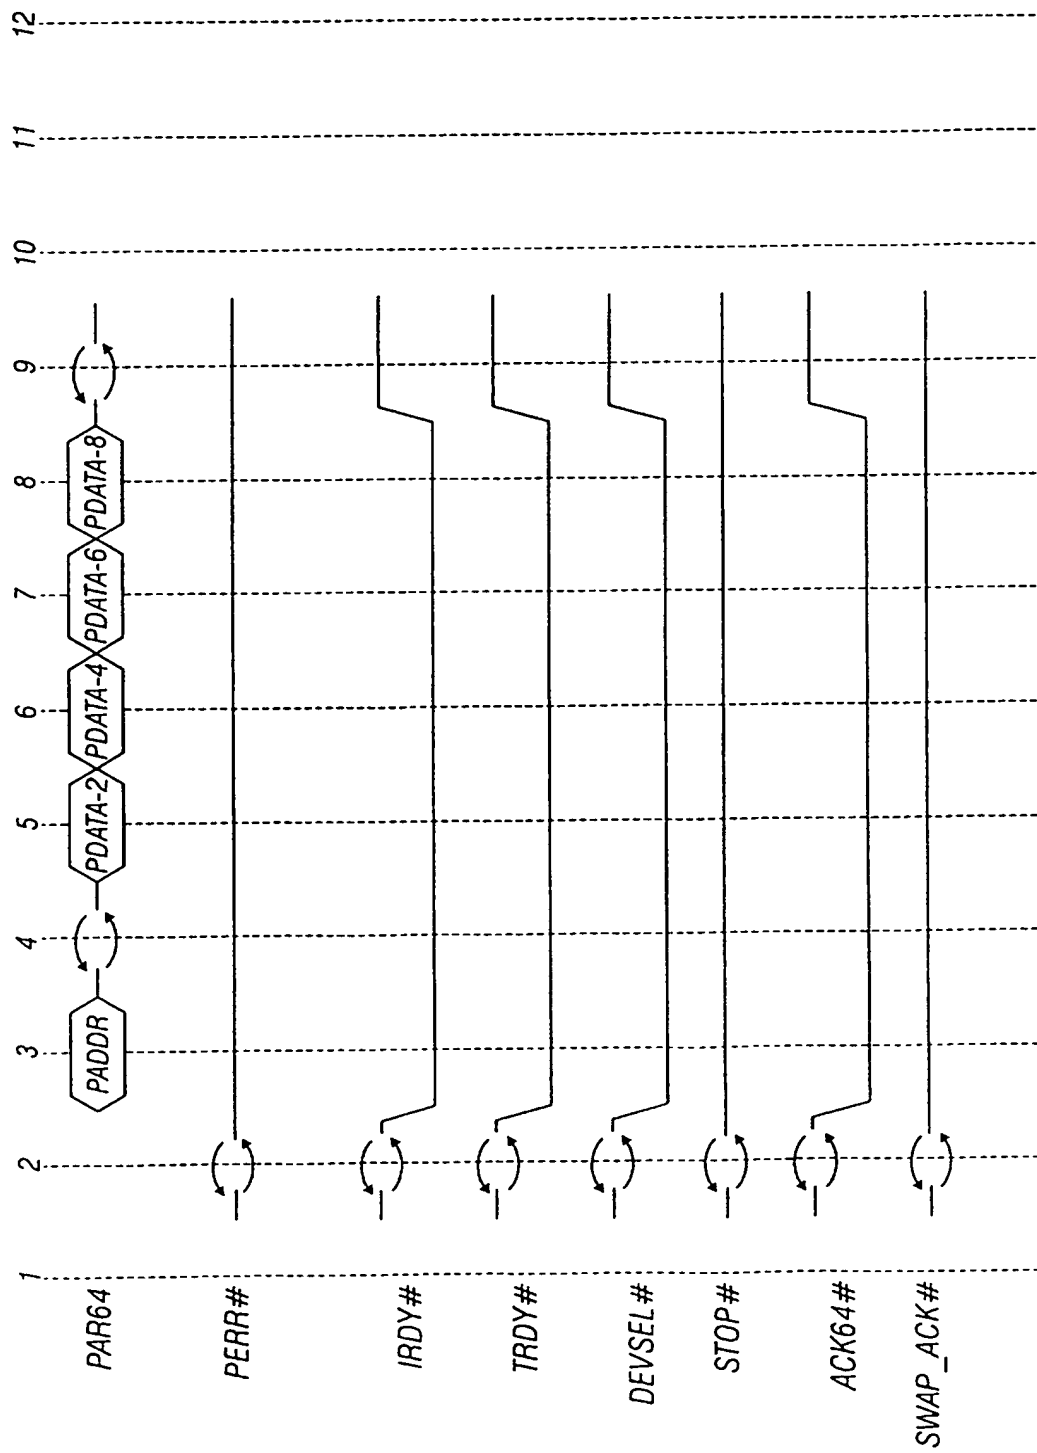 1 2 3 4 5 6 7 8 9 10 11 12
PAR64 PADDR PDATA-2 PDATA-4 PDATA-6 PDATA-8
PERR#
IRDY#
TRDY#
DEVSEL#
STOP#
ACK64#
SWAP_ACK#